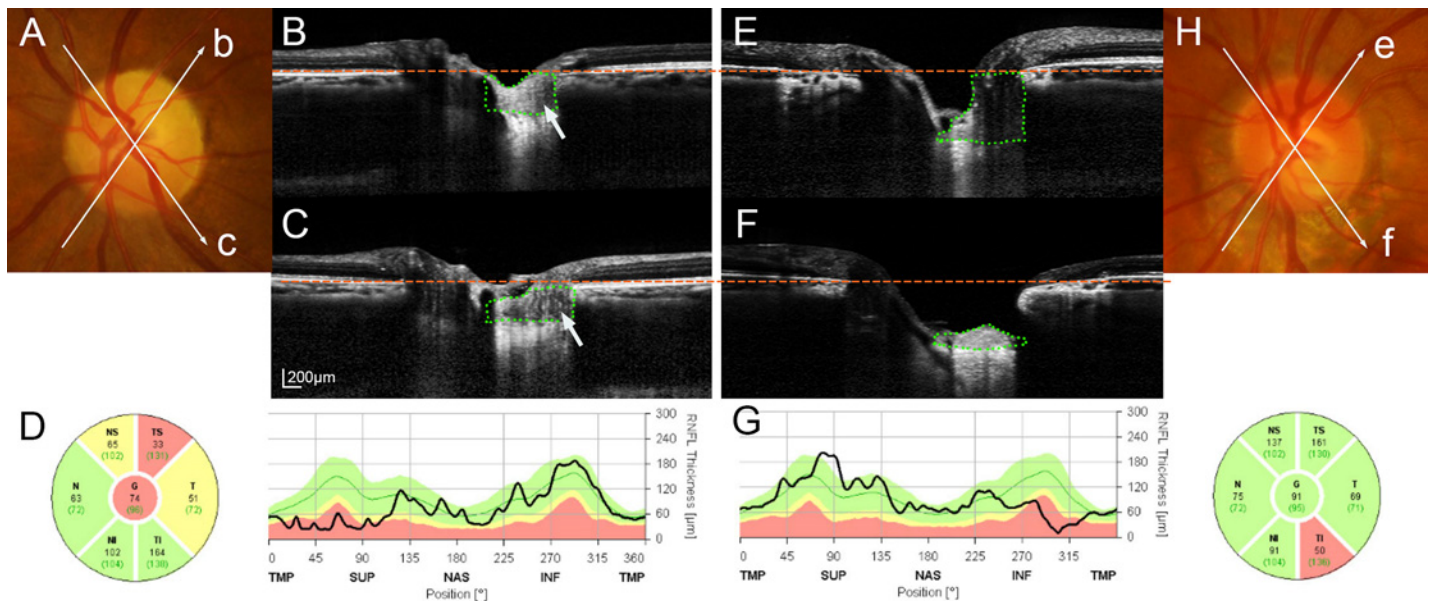 A
b
c
B
E
H
e
f
C
200µm
F
D
NS
65
(102)
TS
33
(131)
N
63
(72)
G
74
(96)
T
51
(72)
NI
102
(104)
TI
164
(138)
300
240
180
120
60
0
RNFL Thickness [µm]
0 45 90 135 180 225 270 315 360
TMP SUP NAS INF TMP
Position [°]
G
300
240
180
120
60
0
RNFL Thickness [µm]
0 45 90 135 180 225 270 315
TMP SUP NAS INF TMP
Position [°]
NS
137
(102)
TS
161
(130)
N
75
(72)
G
91
(95)
T
69
(71)
NI
91
(104)
TI
50
(136)